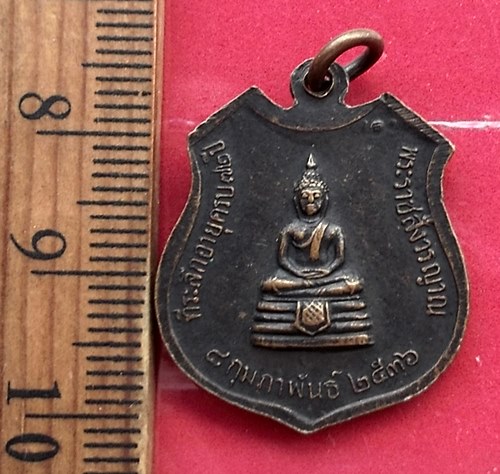 8
9
10
ที่ระลึกอายุครบ๗๒ปี
พระราชสังวรญาณ
๘ กุมภาพันธ์ ๒๕๓๖